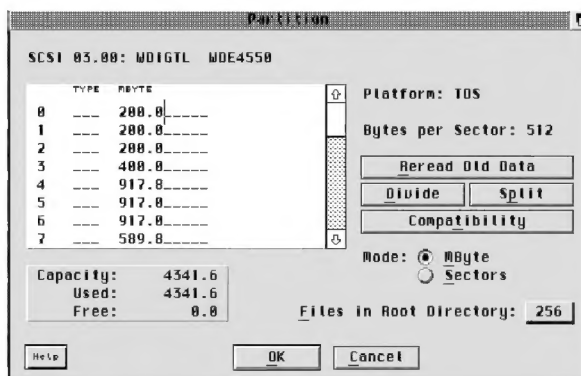 Partition
SCSI 03.00: WDIGTL WDE4550
TYPE MBYTE
0 ___ 200.0_____
1 ___ 200.0_____
2 ___ 200.0_____
3 ___ 400.0_____
4 ___ 917.8_____
5 ___ 917.0_____
6 ___ 917.0_____
7 ___ 589.8_____
Platform: TOS
Bytes per Sector: 512
Reread Old Data
Divide Split
Compatibility
Mode: MByte
Sectors
Capacity: 4341.6
Used: 4341.6
Free: 0.0
Files in Root Directory: 256
Help OK Cancel